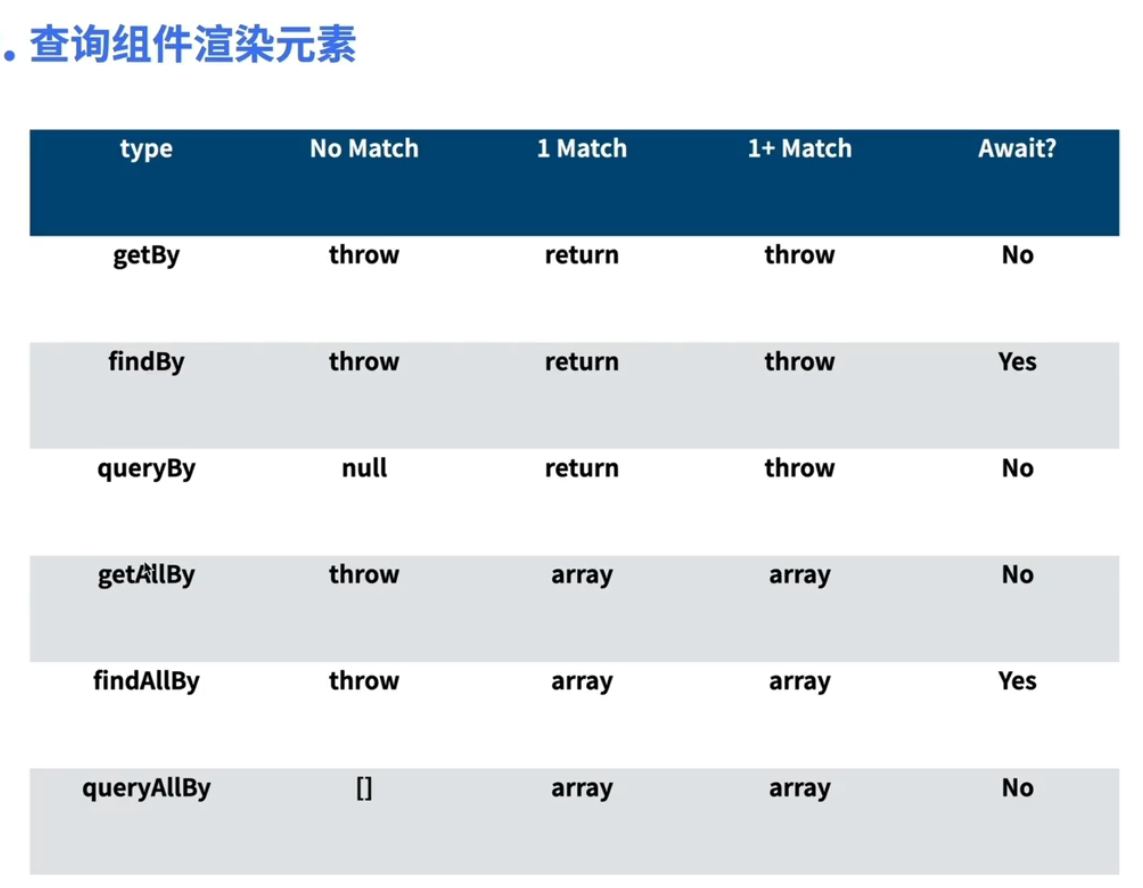 . 查询组件渲染元素
type No Match 1 Match 1+ Match Await?
getBy throw return throw No
findBy throw return throw Yes
queryBy null return throw No
getAllBy throw array array No
findAllBy throw array array Yes
queryAllBy [] array array No